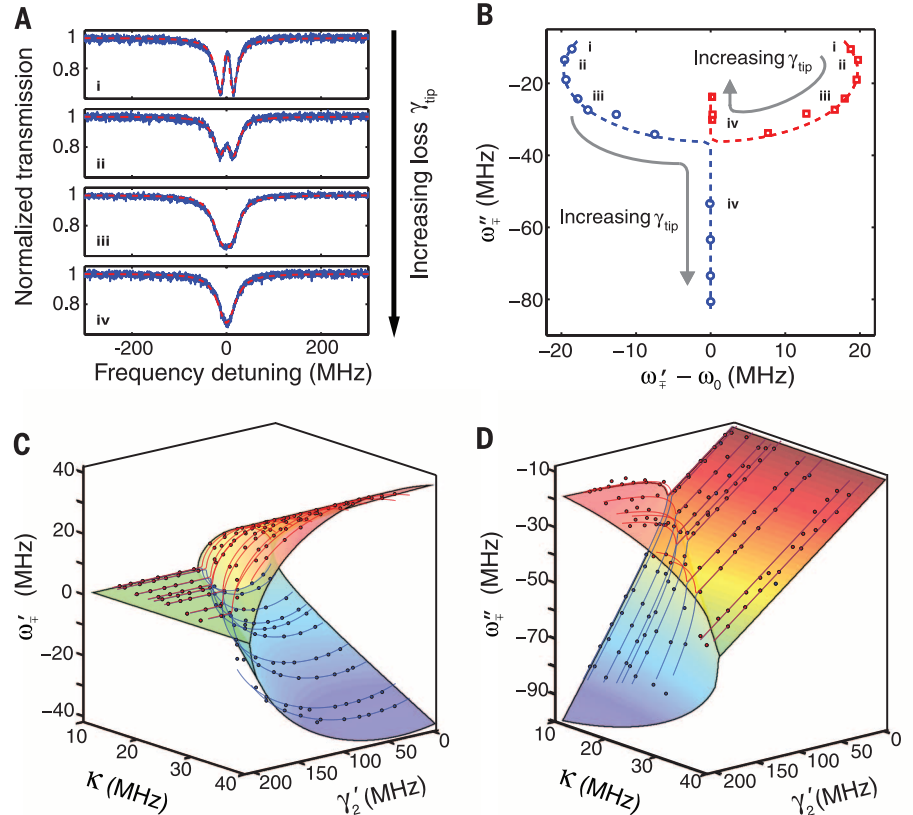 A
Normalized transmission
1
0.8
i
1
0.8
ii
1
0.8
iii
1
0.8
iv
-200
0
200
Frequency detuning (MHz)
Increasing loss γtip
B
ω″∓ (MHz)
−20
−40
−60
−80
−20
−10
0
10
20
ω′∓ − ω0 (MHz)
i
ii
iii
iv
Increasing γtip
i
ii
iii
iv
Increasing γtip
C
ω′∓ (MHz)
40
20
0
−20
−40
10
20
30
40
κ (MHz)
200
150
100
50
0
γ2′ (MHz)
D
ω″∓ (MHz)
−10
−30
−50
−70
−90
10
20
30
40
κ (MHz)
200
150
100
50
0
γ2′ (MHz)